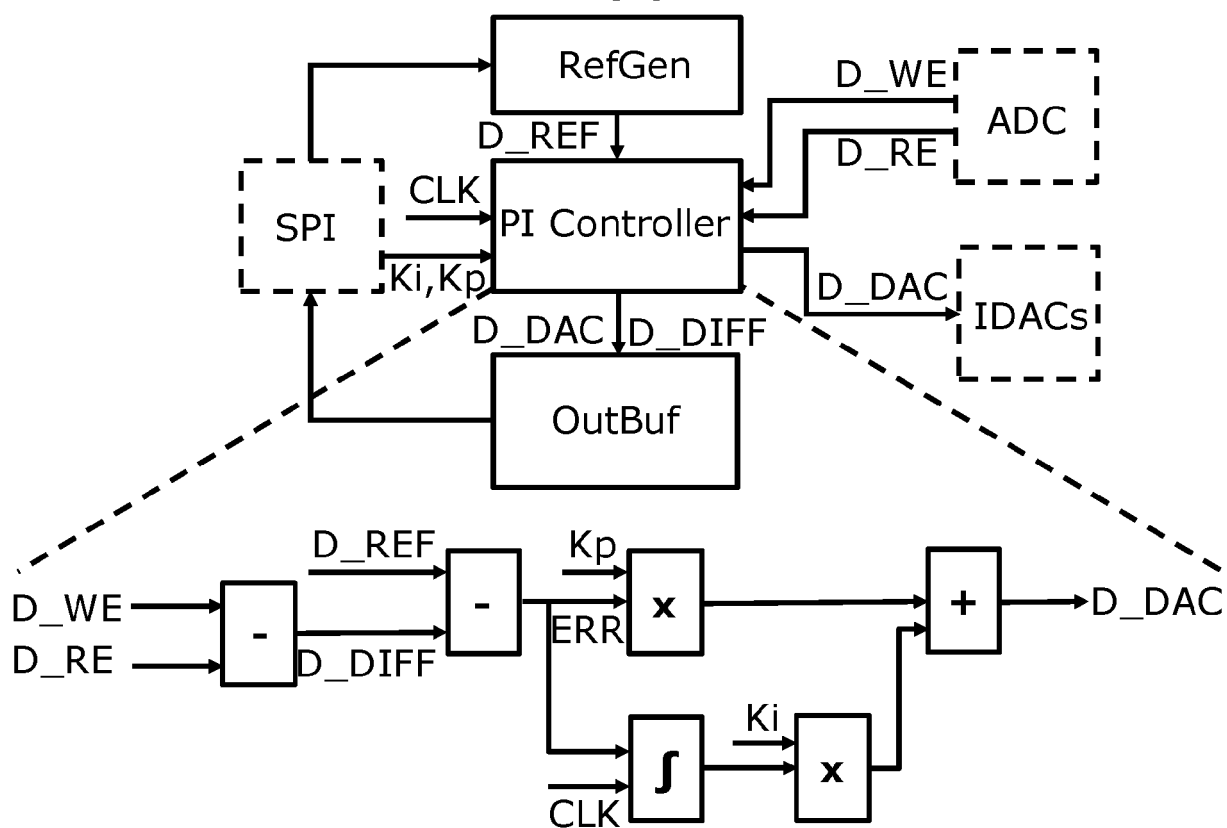 RefGen
D_WE
ADC
D_REF
D_RE
CLK
SPI
PI Controller
Ki,Kp
D_DAC
IDACs
D_DAC D_DIFF
OutBuf
D_REF
Kp
D_WE
-
-
x
+
D_DAC
ERR
D_RE
D_DIFF
Ki
∫
x
CLK